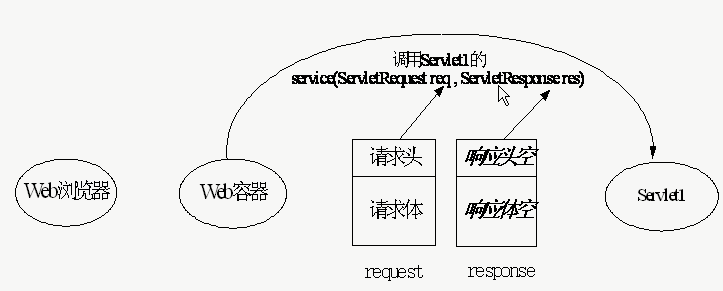 调用Servlet1的
service(ServletRequest req , ServletResponse res)
请求头
响应头空
Web浏览器
Web容器
请求体
响应体空
Servlet1
request
response